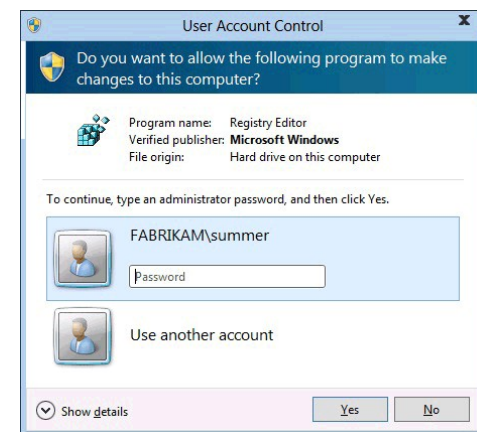 User Account Control
x
Do you want to allow the following program to make
changes to this computer?
Program name: Registry Editor
Verified publisher: Microsoft Windows
File origin: Hard drive on this computer
To continue, type an administrator password, and then click Yes.
FABRIKAM\summer
Password
Use another account
Show details
Yes
No